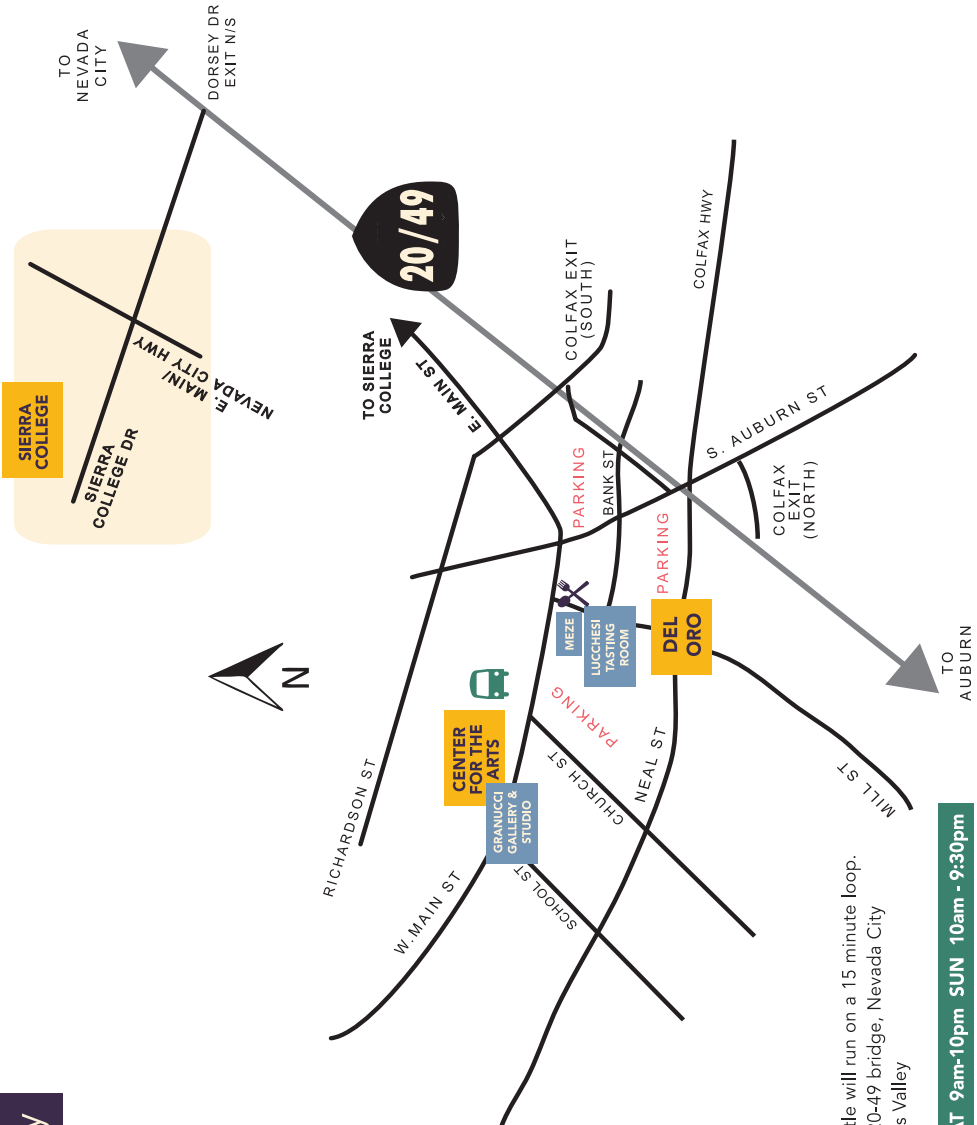 TO
NEVADA
CITY
DORSEY DR
EXIT N/S
20/49
SIERRA
COLLEGE
E. MAIN/
NEVADA CITY HWY
SIERRA
COLLEGE DR
TO SIERRA
COLLEGE
E. MAIN ST
COLFAX EXIT
(SOUTH)
COLFAX HWY
S. AUBURN ST
PARKING
BANK ST
PARKING
COLFAX
EXIT
(NORTH)
N
MEZE
LUCCHESI
TASTING
ROOM
DEL
ORO
TO
AUBURN
CENTER
FOR THE
ARTS
GRANUCCI
GALLERY &
STUDIO
PARKING
CHURCH ST
NEAL ST
MILL ST
RICHARDSON ST
W.MAIN ST
SCHOOL ST
tle will run on a 15 minute loop.
0-49 bridge, Nevada City
s Valley
AT 9am-10pm SUN 10am - 9:30pm